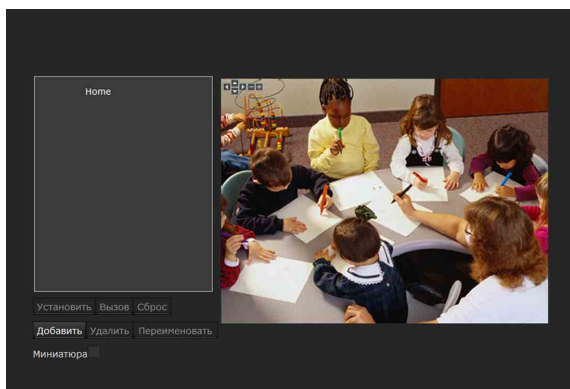 Home
Установить Вызов Сброс
Добавить Удалить Переименовать
Миниатюра